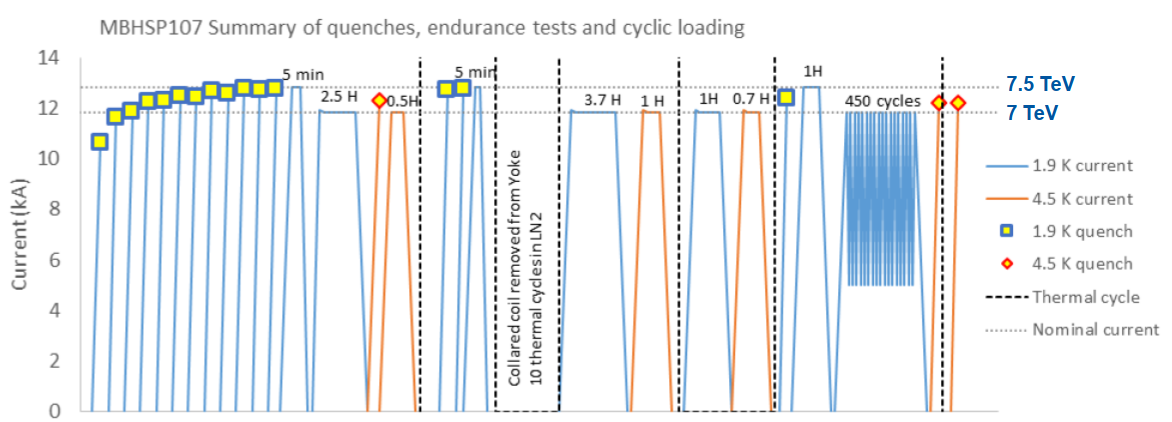 MBHSP107 Summary of quenches, endurance tests and cyclic loading
Current (kA)
14
12
10
8
6
4
2
0
5 min
2.5 H
0.5H
5 min
Collared coil removed from Yoke
10 thermal cycles in LN2
3.7 H
1 H
1H
0.7 H
1H
450 cycles
7.5 TeV
7 TeV
1.9 K current
4.5 K current
1.9 K quench
4.5 K quench
Thermal cycle
Nominal current